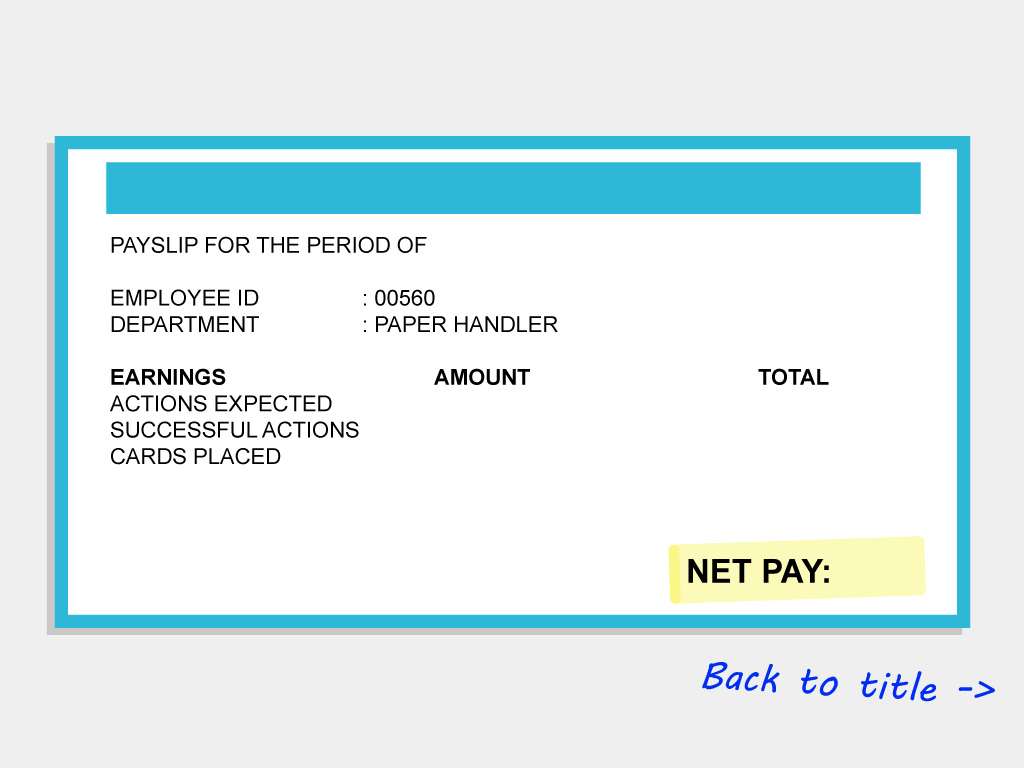 PAYSLIP FOR THE PERIOD OF
EMPLOYEE ID : 00560
DEPARTMENT : PAPER HANDLER
EARNINGS AMOUNT TOTAL
ACTIONS EXPECTED
SUCCESSFUL ACTIONS
CARDS PLACED
NET PAY:
Back to title ->